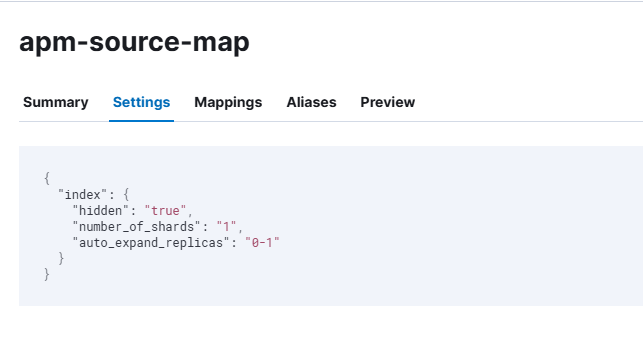 apm-source-map
Summary Settings Mappings Aliases Preview
{
  "index": {
    "hidden": "true",
    "number_of_shards": "1",
    "auto_expand_replicas": "0-1"
  }
}